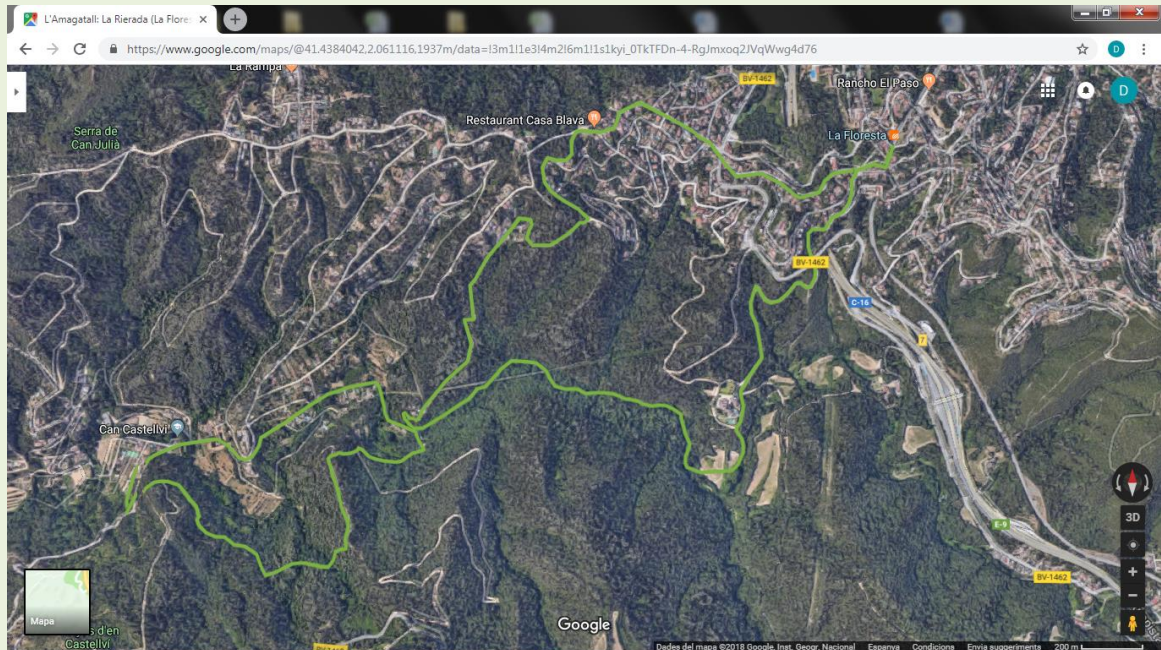 L'Amagatall: La Rierada (La Flores
https://www.google.com/maps/@41.4384042,2.061116,1937m/data=!3m1!1e3!4m2!6m1!1s1kyi_0TkTFDn-4-RgJmxoq2JVqWwg4d76
D
La Rampa
BV-1462
Rancho El Paso
D
Restaurant Casa Blava
La Floresta
Serra de
Can Julià
BV-1462
C-16
7
Can Castellví
3D
E-9
BV-1462
Mapa
d'en
Castellví
Google
Dades del mapa ©2018 Google, Inst. Geogr. Nacional Espanya Condicions Envia suggeriments 200 m